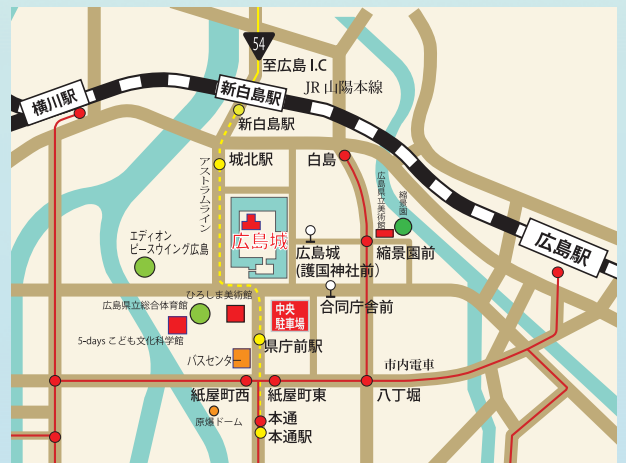 54
至広島 I.C
JR 山陽本線
横川駅
新白島駅
新白島駅
城北駅
白島
アストラムライン
広島県立美術館
縮景園
広島城
エディオン
ピースウイング広島
広島城
(護国神社前)
縮景園前
広島駅
ひろしま美術館
広島県立総合体育館
合同庁舎前
中央
駐車場
5-days こども文化科学館
県庁前駅
バスセンター
市内電車
紙屋町西
紙屋町東
八丁堀
原爆ドーム
本通
本通駅